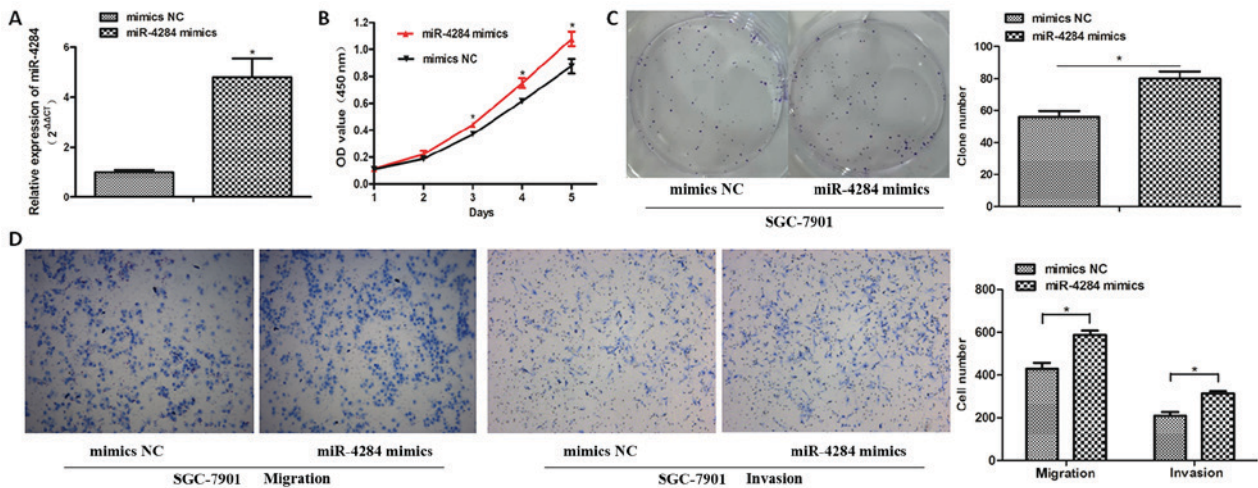 A
mimics NC
miR-4284 mimics
Relative expression of miR-4284
(2-ΔΔCT)
8
6
4
2
0
*
B
miR-4284 mimics
mimics NC
OD value (450 nm)
1.4
1.2
1.0
0.8
0.6
0.4
0.2
0.0
*
*
*
1 2 3 4 5
Days
C
mimics NC
miR-4284 mimics
SGC-7901
mimics NC
miR-4284 mimics
Clone number
100
80
60
40
20
0
*
D
mimics NC
miR-4284 mimics
SGC-7901 Migration
mimics NC
miR-4284 mimics
SGC-7901 Invasion
mimics NC
miR-4284 mimics
Cell number
800
600
400
200
0
*
*
Migration Invasion